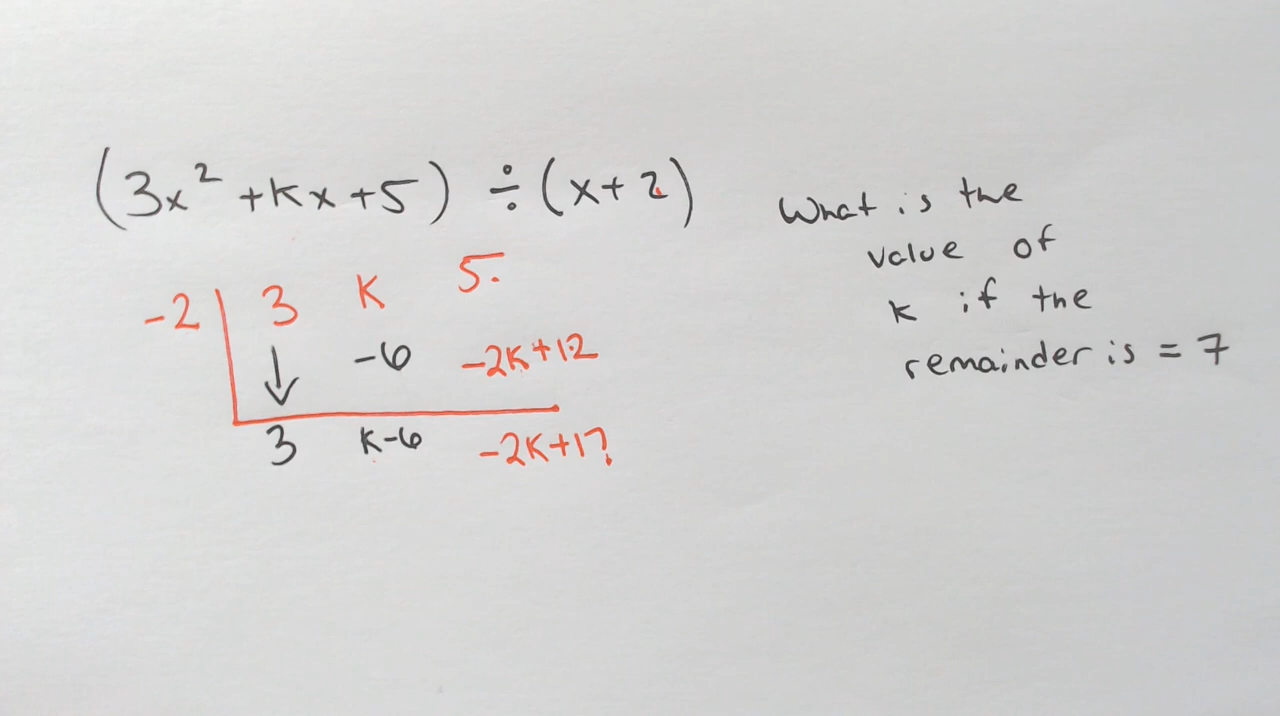 (3x² +kx+5) ÷ (x+2)
What is the
value of
k if the
remainder is = 7
-2 3 K 5
-6 -2K+12
3 K-6 -2K+17